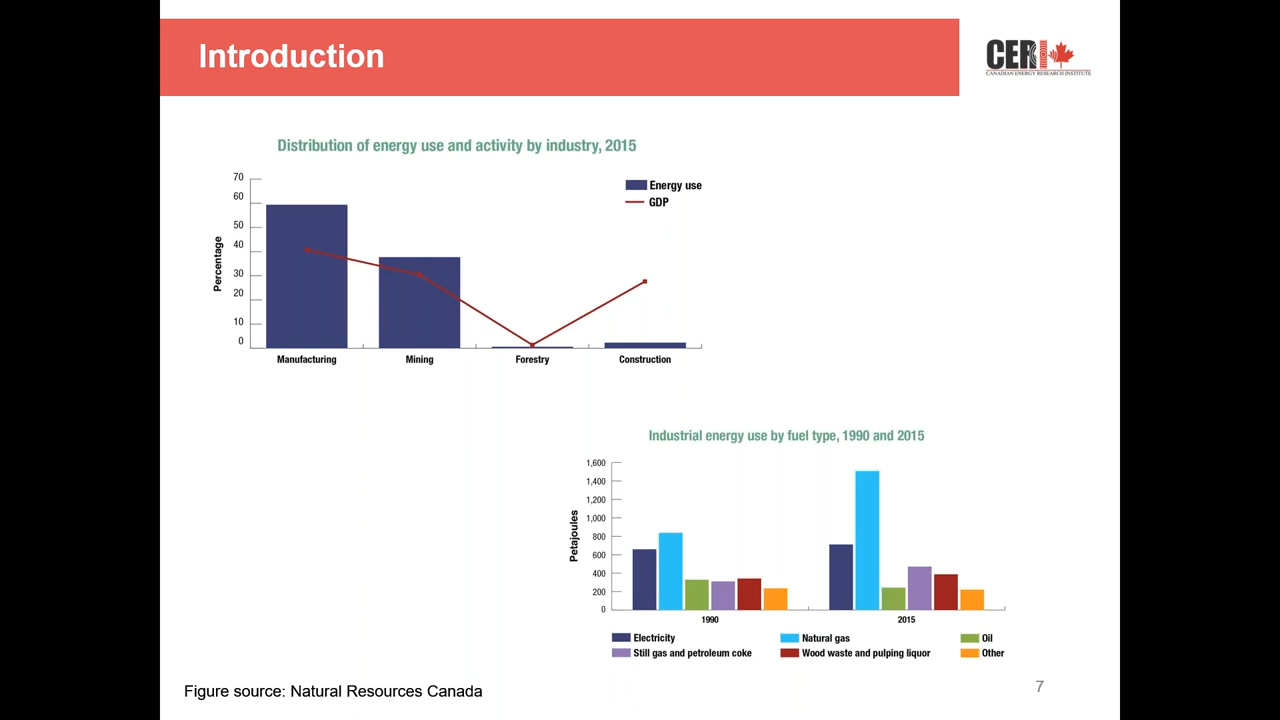 Introduction
CERI
CANADIAN ENERGY RESEARCH INSTITUTE
Distribution of energy use and activity by industry, 2015
70
60
50
40
30
20
10
0
Percentage
Energy use
GDP
Manufacturing
Mining
Forestry
Construction
Industrial energy use by fuel type, 1990 and 2015
1,600
1,400
1,200
1,000
800
600
400
200
0
Petajoules
1990
2015
Electricity
Natural gas
Oil
Still gas and petroleum coke
Wood waste and pulping liquor
Other
Figure source: Natural Resources Canada
7